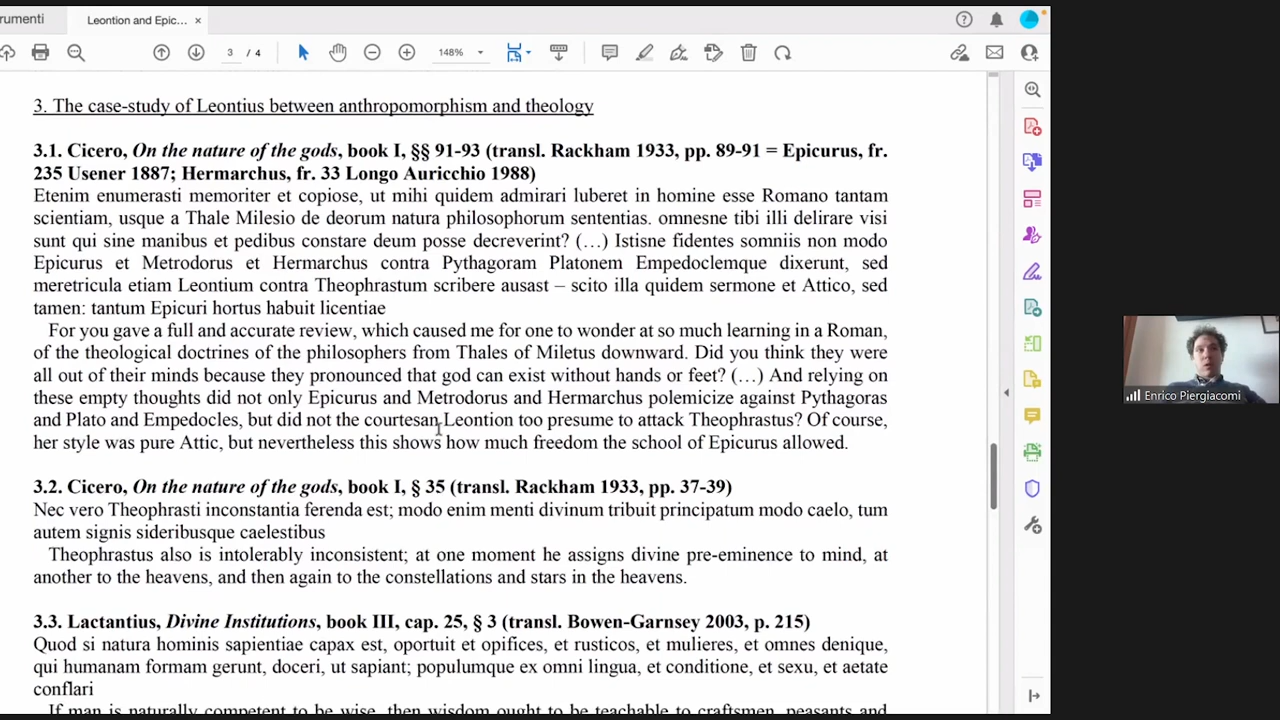 rumenti
Leontion and Epic... ×
3 / 4
148%
3. The case-study of Leontius between anthropomorphism and theology
3.1. Cicero, On the nature of the gods, book I, §§ 91-93 (transl. Rackham 1933, pp. 89-91 = Epicurus, fr.
235 Usener 1887; Hermarchus, fr. 33 Longo Auricchio 1988)
Etenim enumerasti memoriter et copiose, ut mihi quidem admirari luberet in homine esse Romano tantam
scientiam, usque a Thale Milesio de deorum natura philosophorum sententias. omnesne tibi illi delirare visi
sunt qui sine manibus et pedibus constare deum posse decreverint? (…) Istisne fidentes somniis non modo
Epicurus et Metrodorus et Hermarchus contra Pythagoram Platonem Empedoclemque dixerunt, sed
meretricula etiam Leontium contra Theophrastum scribere ausast – scito illa quidem sermone et Attico, sed
tamen: tantum Epicuri hortus habuit licentiae
For you gave a full and accurate review, which caused me for one to wonder at so much learning in a Roman,
of the theological doctrines of the philosophers from Thales of Miletus downward. Did you think they were
all out of their minds because they pronounced that god can exist without hands or feet? (…) And relying on
these empty thoughts did not only Epicurus and Metrodorus and Hermarchus polemicize against Pythagoras
and Plato and Empedocles, but did not the courtesan Leontion too presume to attack Theophrastus? Of course,
her style was pure Attic, but nevertheless this shows how much freedom the school of Epicurus allowed.
3.2. Cicero, On the nature of the gods, book I, § 35 (transl. Rackham 1933, pp. 37-39)
Nec vero Theophrasti inconstantia ferenda est; modo enim menti divinum tribuit principatum modo caelo, tum
autem signis sideribusque caelestibus
Theophrastus also is intolerably inconsistent; at one moment he assigns divine pre-eminence to mind, at
another to the heavens, and then again to the constellations and stars in the heavens.
3.3. Lactantius, Divine Institutions, book III, cap. 25, § 3 (transl. Bowen-Garnsey 2003, p. 215)
Quod si natura hominis sapientiae capax est, oportuit et opifices, et rusticos, et mulieres, et omnes denique,
qui humanam formam gerunt, doceri, ut sapiant; populumque ex omni lingua, et conditione, et sexu, et aetate
conflari
If man is naturally competent to be wise, then wisdom ought to be teachable to craftsmen, peasants and
Enrico Piergiacomi